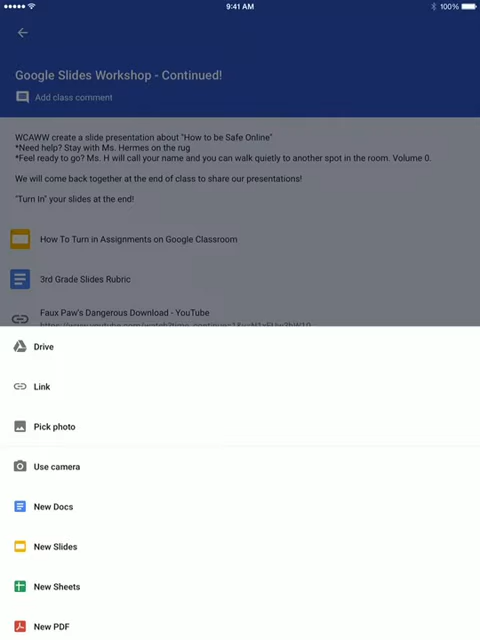 9:41 AM
100%
Google Slides Workshop - Continued!
Add class comment
WCAWW create a slide presentation about "How to be Safe Online"
*Need help? Stay with Ms. Hermes on the rug
*Feel ready to go? Ms. H will call your name and you can walk quietly to another spot in the room. Volume 0.
We will come back together at the end of class to share our presentations!
"Turn In" your slides at the end!
How To Turn in Assignments on Google Classroom
3rd Grade Slides Rubric
Faux Paw's Dangerous Download - YouTube
Drive
Link
Pick photo
Use camera
New Docs
New Slides
New Sheets
New PDF